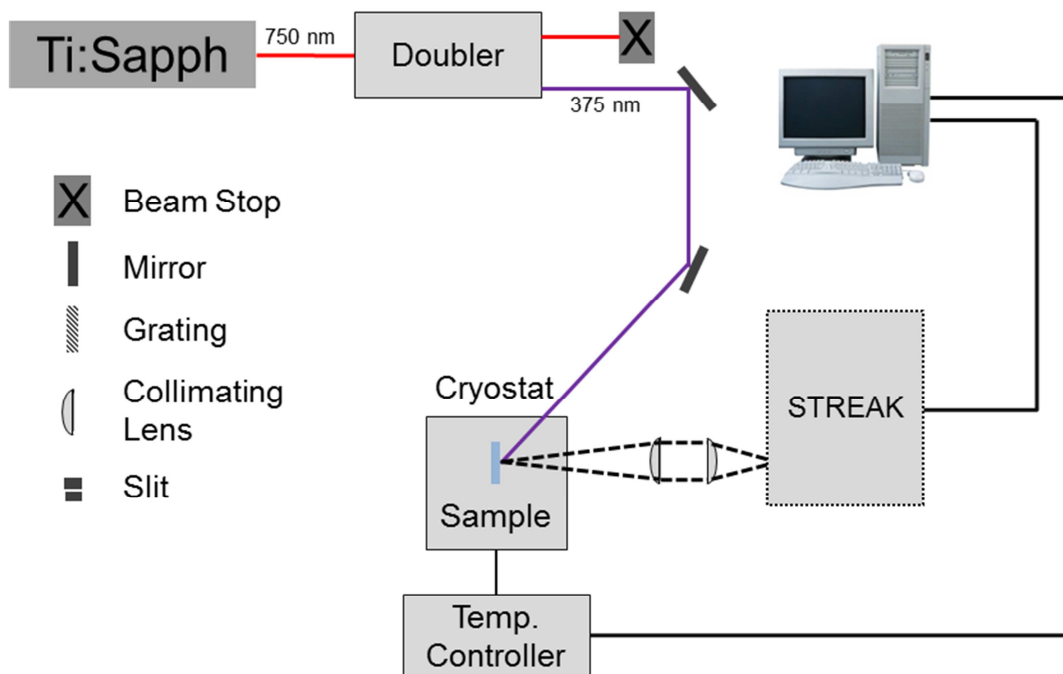 Ti:Sapph
750 nm
Doubler
X
375 nm
X
Beam Stop
Mirror
Grating
Collimating
Lens
Slit
Cryostat
Sample
STREAK
Temp.
Controller